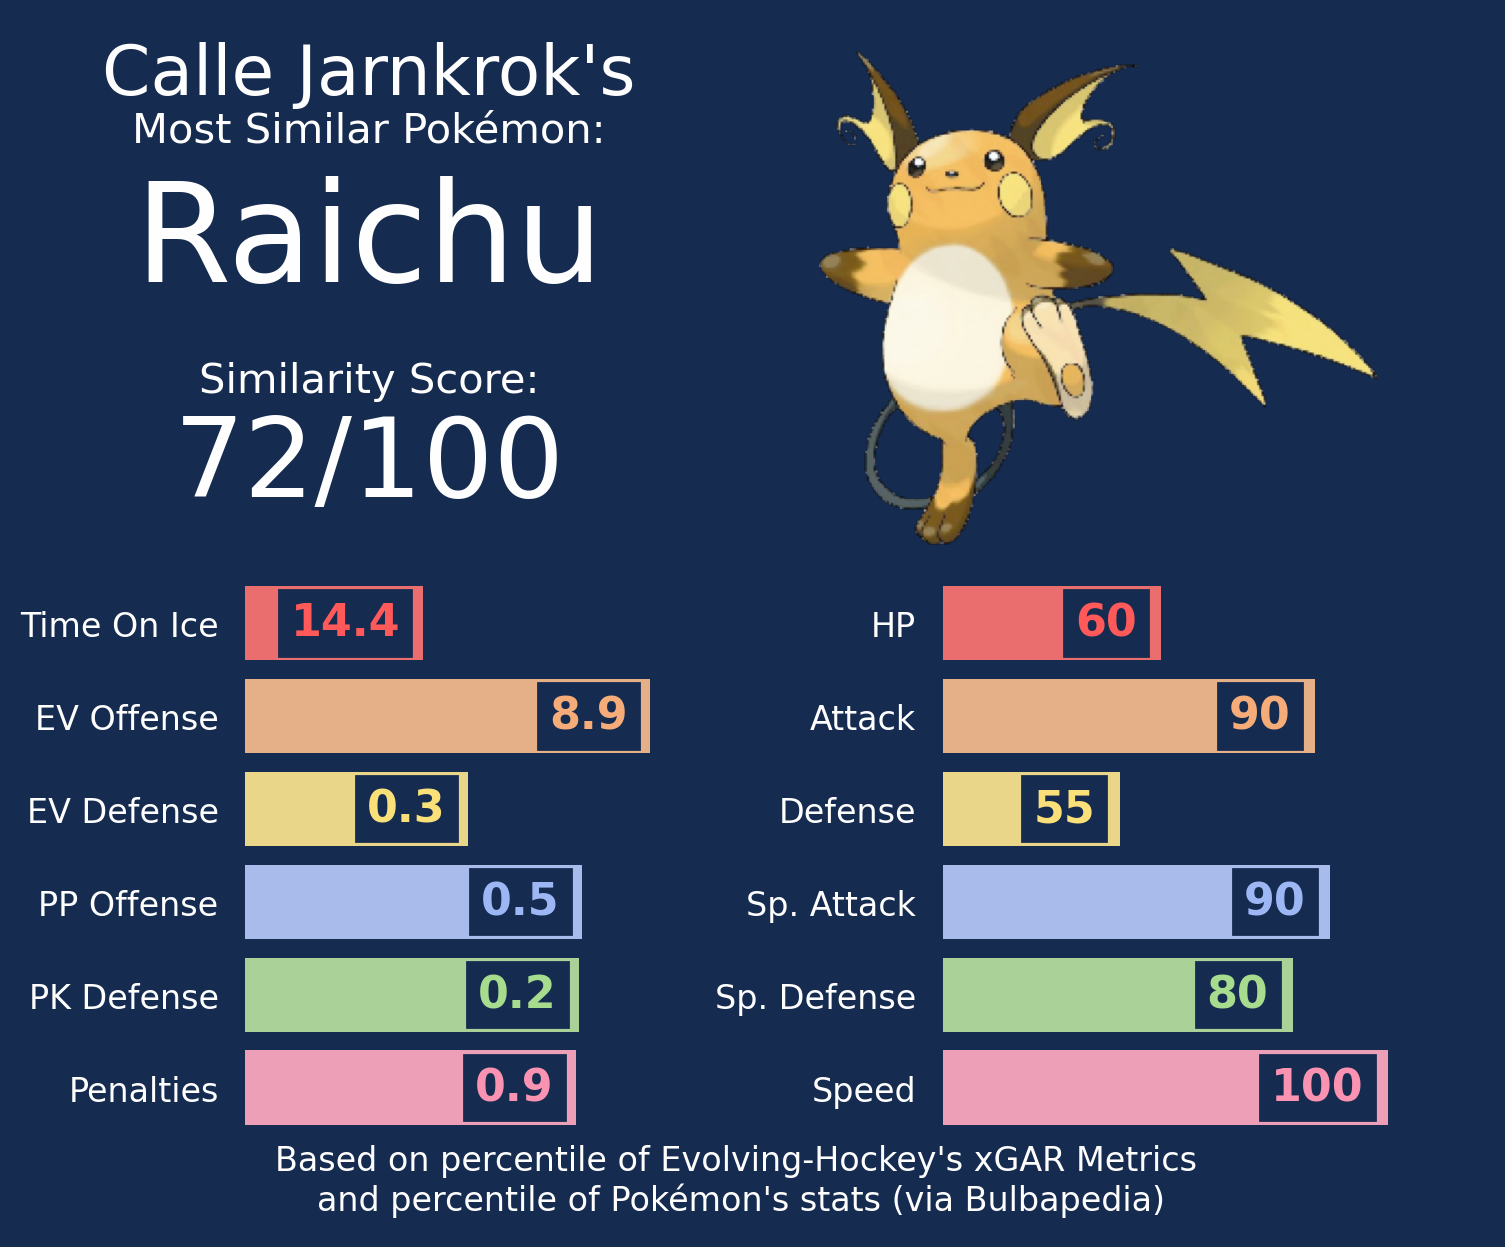 Calle Jarnkrok's
Most Similar Pokémon:
Raichu
Similarity Score:
72/100
Time On Ice 14.4
EV Offense 8.9
EV Defense 0.3
PP Offense 0.5
PK Defense 0.2
Penalties 0.9
HP 60
Attack 90
Defense 55
Sp. Attack 90
Sp. Defense 80
Speed 100
Based on percentile of Evolving-Hockey's xGAR Metrics
and percentile of Pokémon's stats (via Bulbapedia)